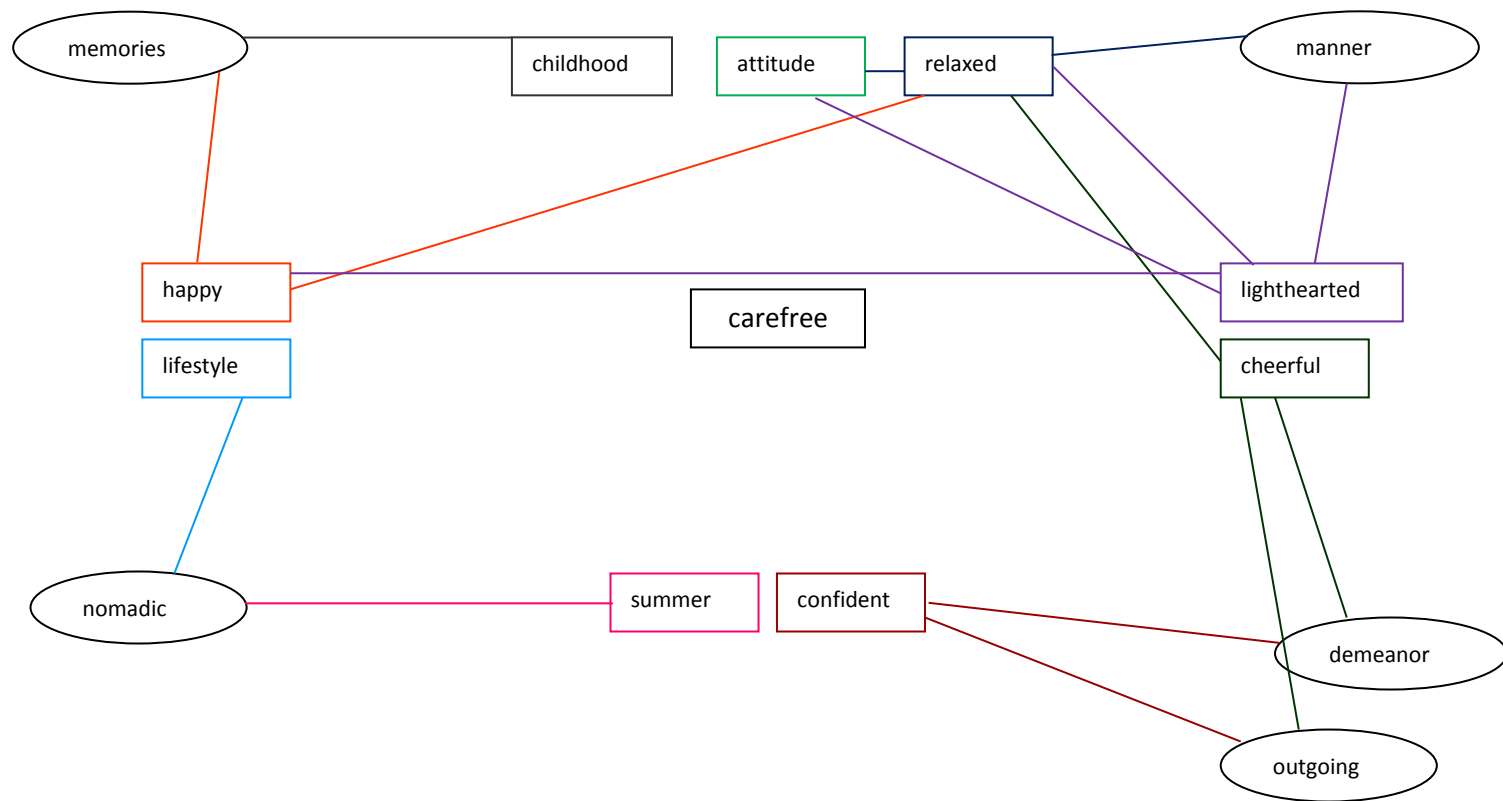 memories
childhood
attitude
relaxed
manner
happy
carefree
lighthearted
lifestyle
cheerful
nomadic
summer
confident
demeanor
outgoing